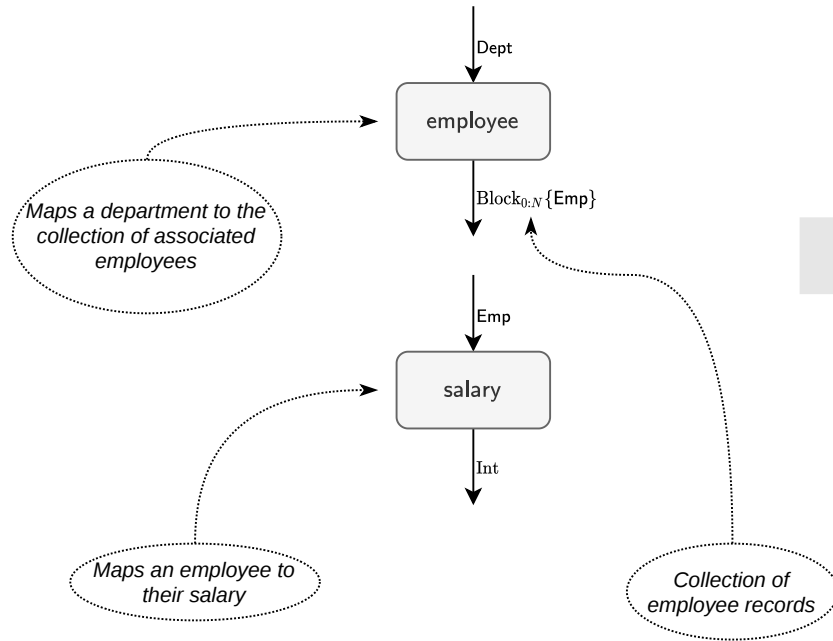 Dept
employee
Block₀:N{Emp}
Maps a department to the
collection of associated
employees
Emp
salary
Int
Maps an employee to
their salary
Collection of
employee records